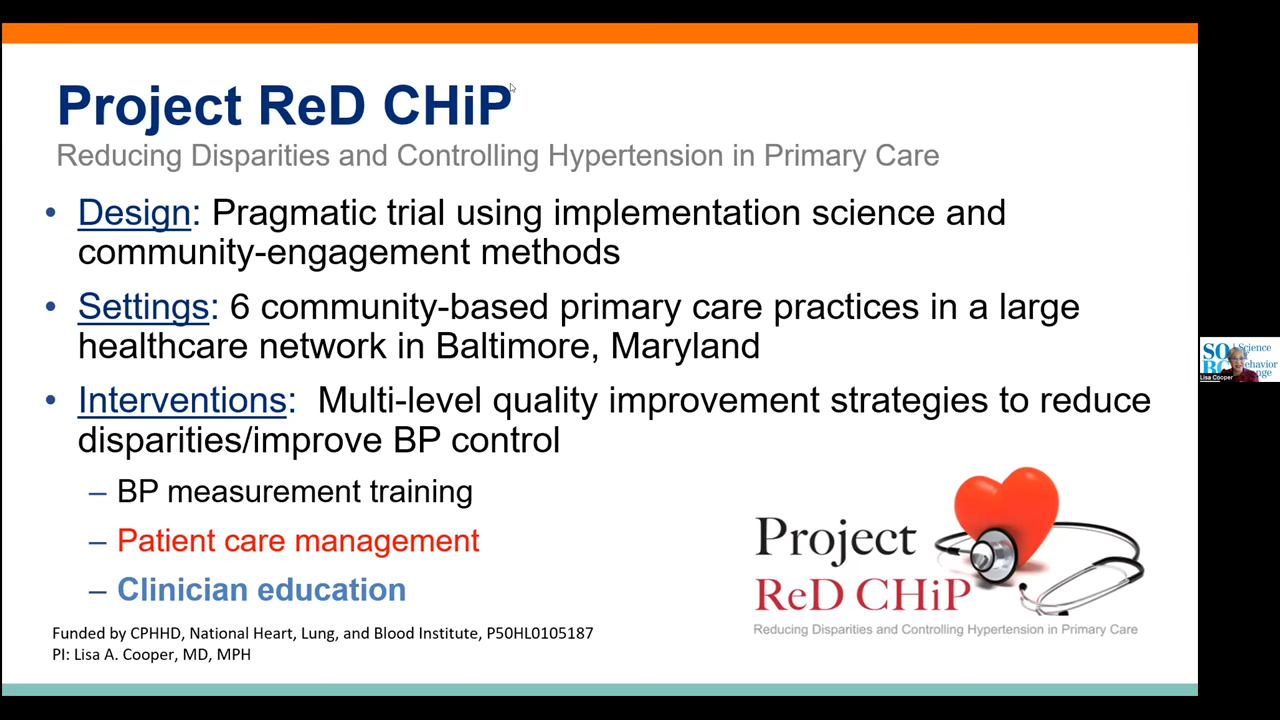 Project ReD CHiP
Reducing Disparities and Controlling Hypertension in Primary Care
• Design: Pragmatic trial using implementation science and
community-engagement methods
• Settings: 6 community-based primary care practices in a large
healthcare network in Baltimore, Maryland
• Interventions: Multi-level quality improvement strategies to reduce
disparities/improve BP control
– BP measurement training
– Patient care management
– Clinician education
Funded by CPHHD, National Heart, Lung, and Blood Institute, P50HL0105187
PI: Lisa A. Cooper, MD, MPH
Project
ReD CHiP
Reducing Disparities and Controlling Hypertension in Primary Care
SO Science
Lisa Cooper